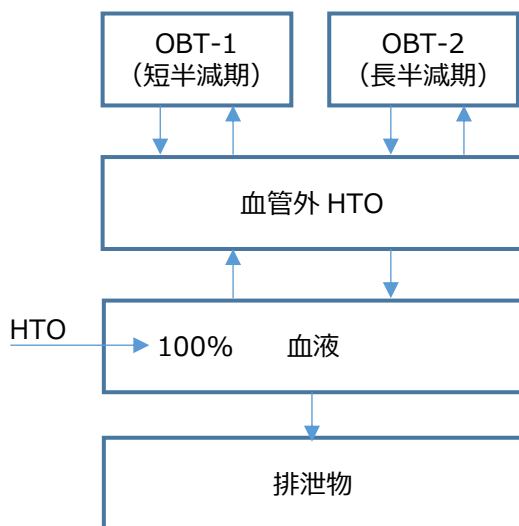 OBT-1
（短半減期）
OBT-2
（長半減期）
血管外 HTO
HTO
100%　血液
排泄物